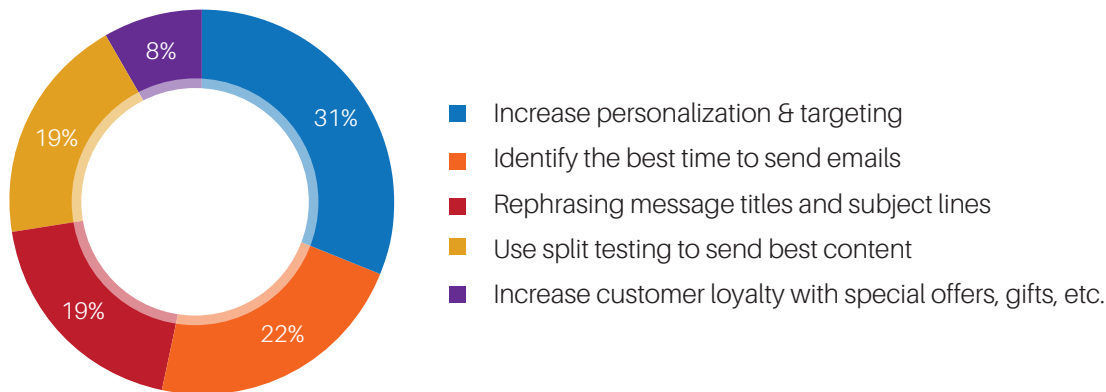 8%
31%
19%
19%
22%
Increase personalization & targeting
Identify the best time to send emails
Rephrasing message titles and subject lines
Use split testing to send best content
Increase customer loyalty with special offers, gifts, etc.